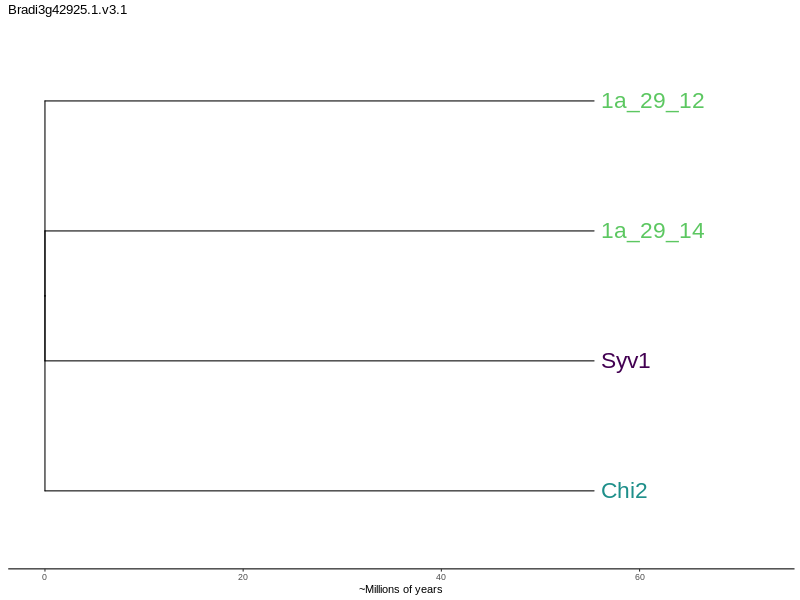 Bradi3g42925.1.v3.1
1a_29_12
1a_29_14
Syv1
Chi2
0 20 40 60
~Millions of years